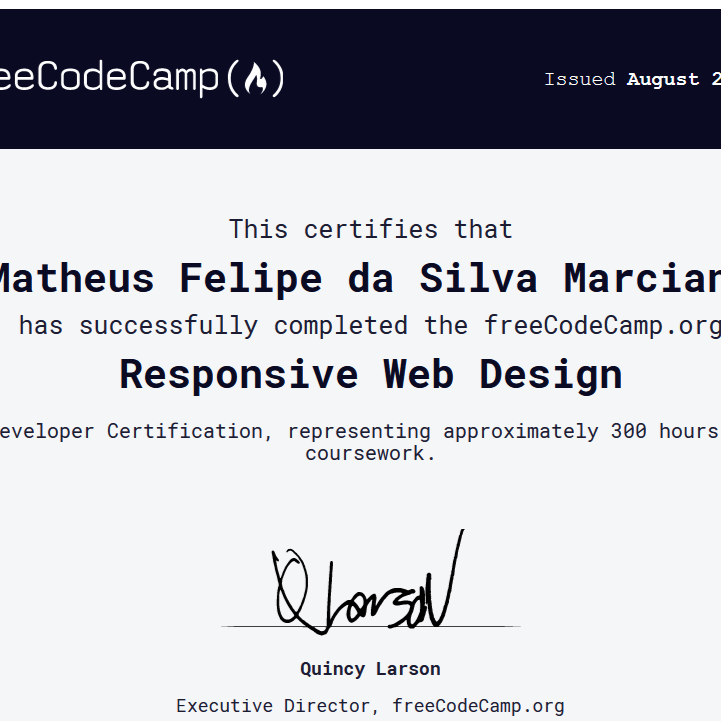 eeCodeCamp(🔥)
Issued August 2
This certifies that
Matheus Felipe da Silva Marcian
has successfully completed the freeCodeCamp.org
Responsive Web Design
eveloper Certification, representing approximately 300 hours
coursework.
Q Larson
Quincy Larson
Executive Director, freeCodeCamp.org